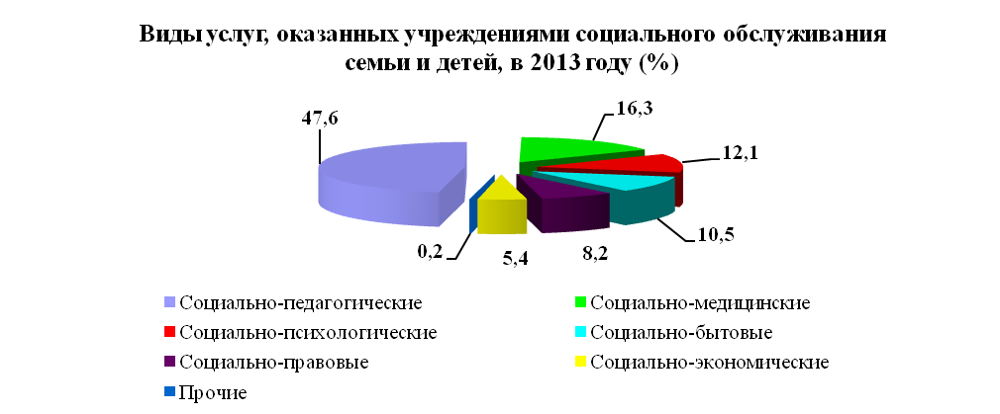 Виды услуг, оказанных учреждениями социального обслуживания
семьи и детей, в 2013 году (%)
47,6
16,3
12,1
10,5
8,2
5,4
0,2
Социально-педагогические
Социально-медицинские
Социально-психологические
Социально-бытовые
Социально-правовые
Социально-экономические
Прочие